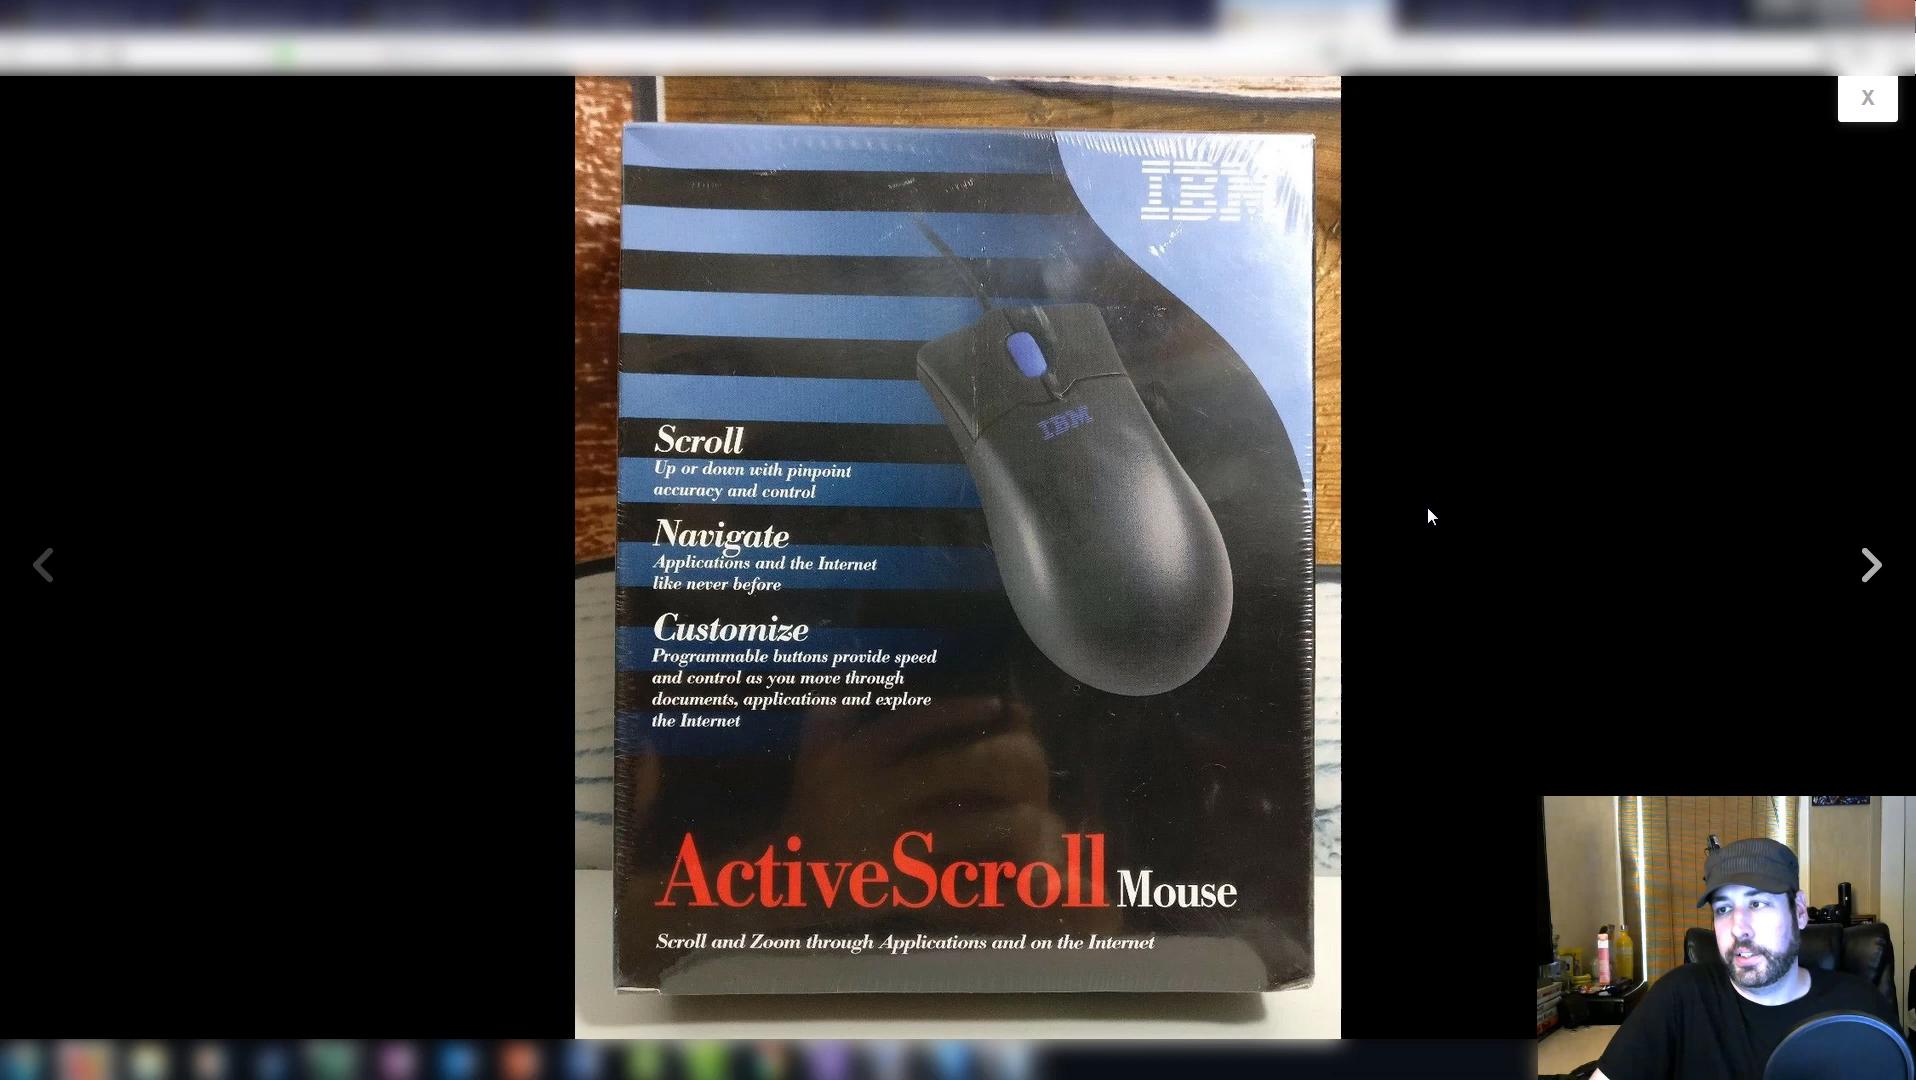 X
IBM
IBM
Scroll
Up or down with pinpoint
accuracy and control
Navigate
Applications and the Internet
like never before
Customize
Programmable buttons provide speed
and control as you move through
documents, applications and explore
the Internet
ActiveScroll Mouse
Scroll and Zoom through Applications and on the Internet